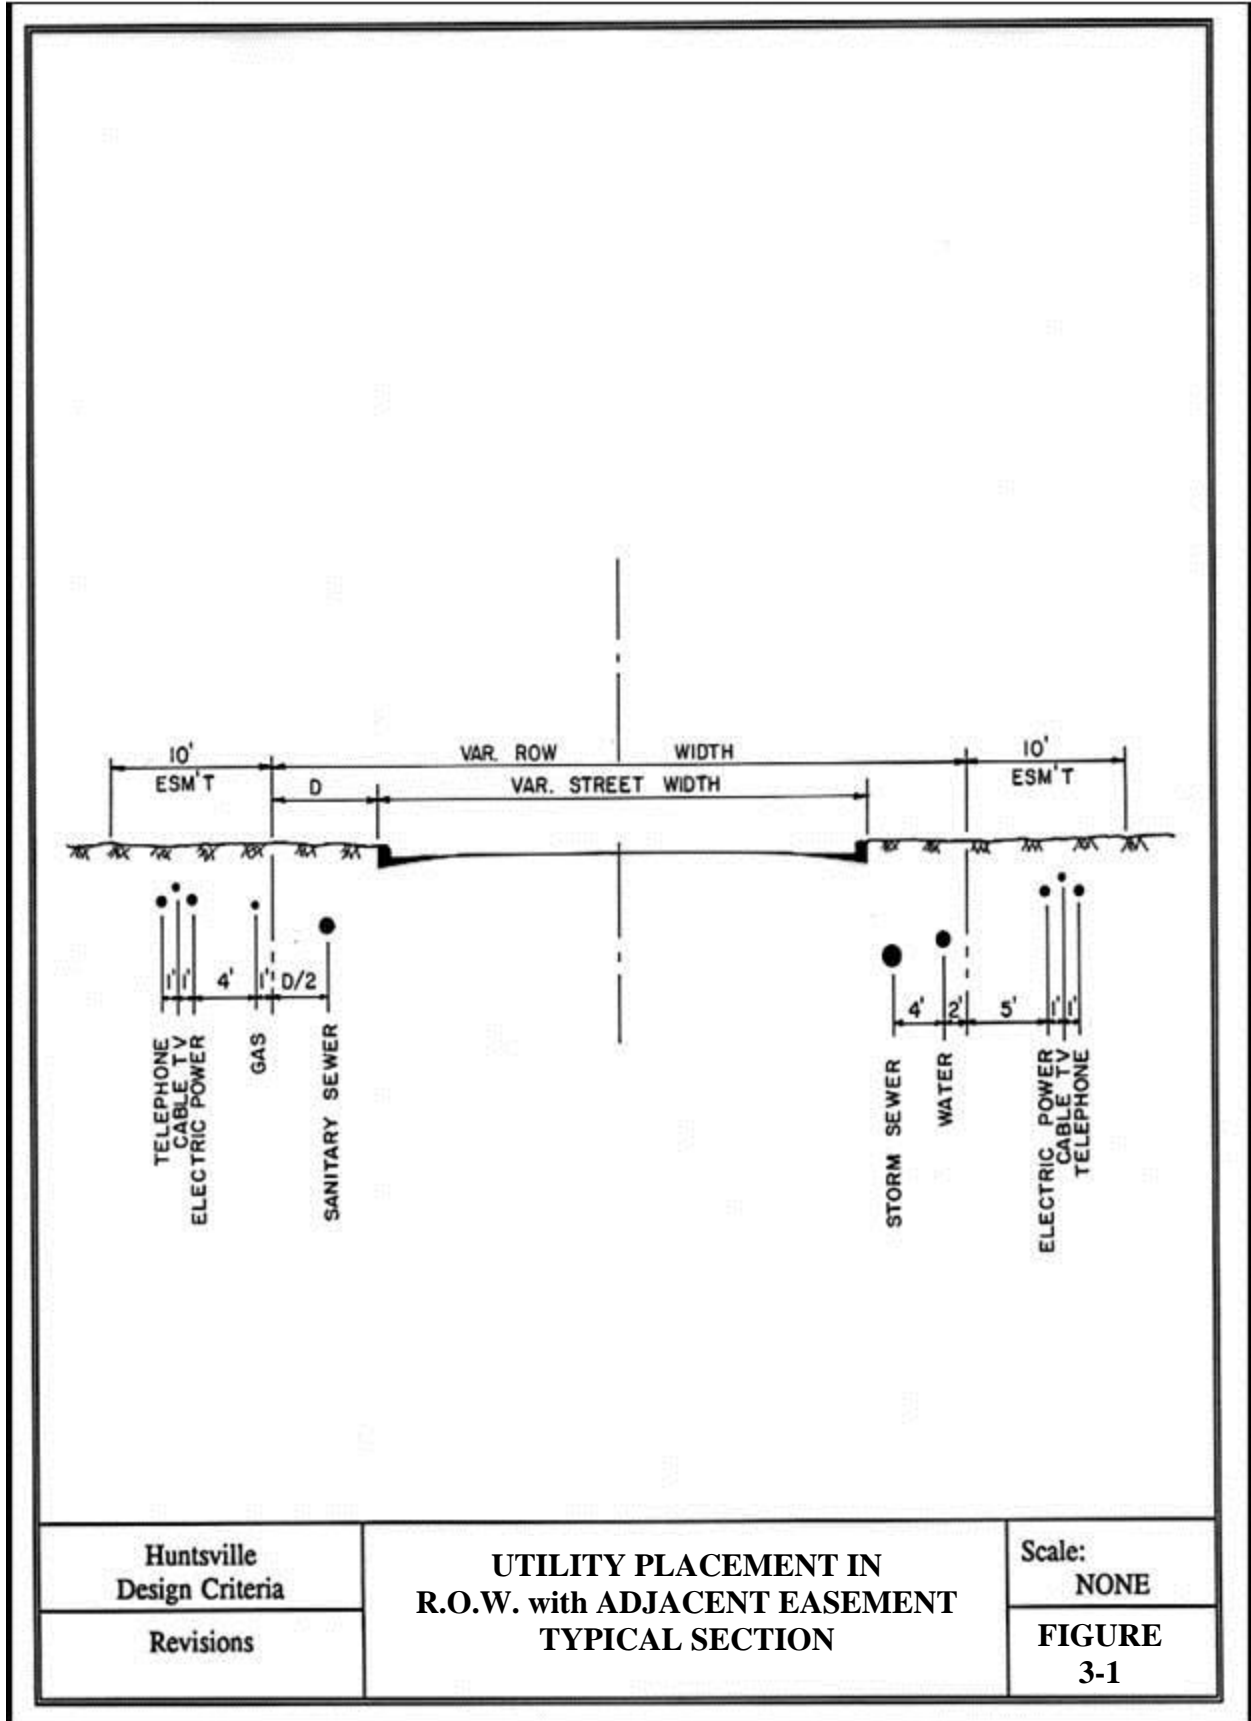 10'
ESM'T
D
VAR. ROW WIDTH
VAR. STREET WIDTH
10'
ESM'T
1'
1'
4'
1'
D/2
4'
2'
5'
1'
1'
TELEPHONE
CABLE TV
ELECTRIC POWER
GAS
SANITARY SEWER
STORM SEWER
WATER
ELECTRIC POWER
CABLE TV
TELEPHONE
Huntsville
Design Criteria
Revisions
UTILITY PLACEMENT IN
R.O.W. with ADJACENT EASEMENT
TYPICAL SECTION
Scale:
NONE
FIGURE
3-1